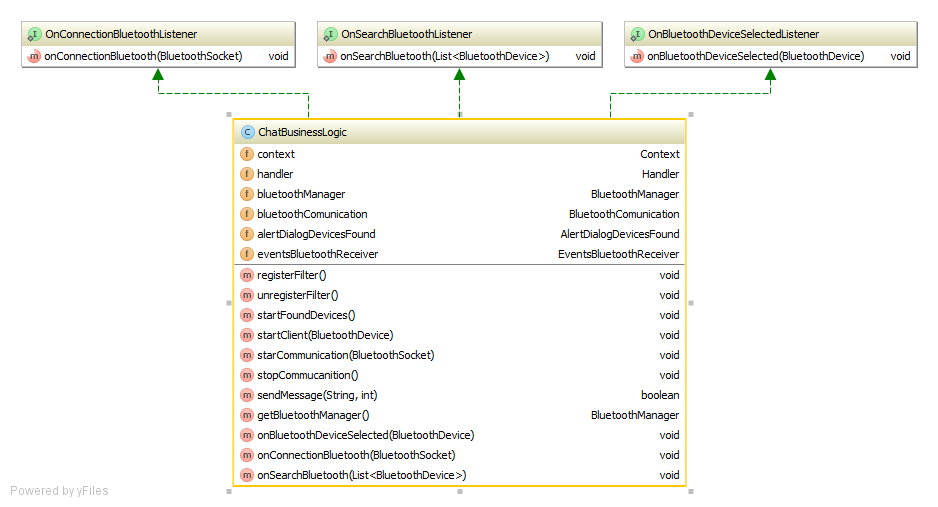 OnConnectionBluetoothListener
onConnectionBluetooth(BluetoothSocket) void
OnSearchBluetoothListener
onSearchBluetooth(List<BluetoothDevice>) void
OnBluetoothDeviceSelectedListener
onBluetoothDeviceSelected(BluetoothDevice) void
ChatBusinessLogic
context Context
handler Handler
bluetoothManager BluetoothManager
bluetoothComunication BluetoothComunication
alertDialogDevicesFound AlertDialogDevicesFound
eventsBluetoothReceiver EventsBluetoothReceiver
registerFilter() void
unregisterFilter() void
startFoundDevices() void
startClient(BluetoothDevice) void
starCommunication(BluetoothSocket) void
stopCommucanition() void
sendMessage(String, int) boolean
getBluetoothManager() BluetoothManager
onBluetoothDeviceSelected(BluetoothDevice) void
onConnectionBluetooth(BluetoothSocket) void
onSearchBluetooth(List<BluetoothDevice>) void
Powered by yFiles